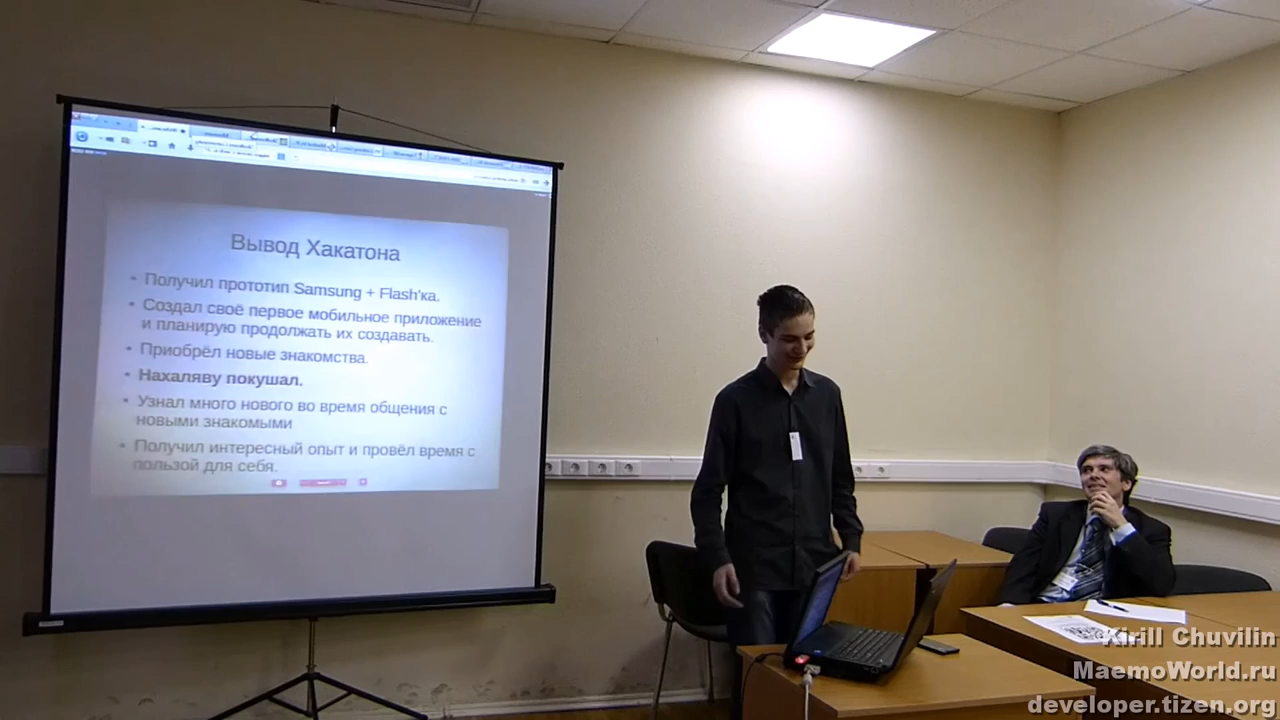 Вывод Хакатона
• Получил прототип Samsung + Flash'ка.
• Создал своё первое мобильное приложение
и планирую продолжать их создавать.
• Приобрёл новые знакомства.
• Нахаляву покушал.
• Узнал много нового во время общения с
новыми знакомыми
• Получил интересный опыт и провёл время с
пользой для себя.
Kirill Chuvilin
MaemoWorld.ru
developer.tizen.org